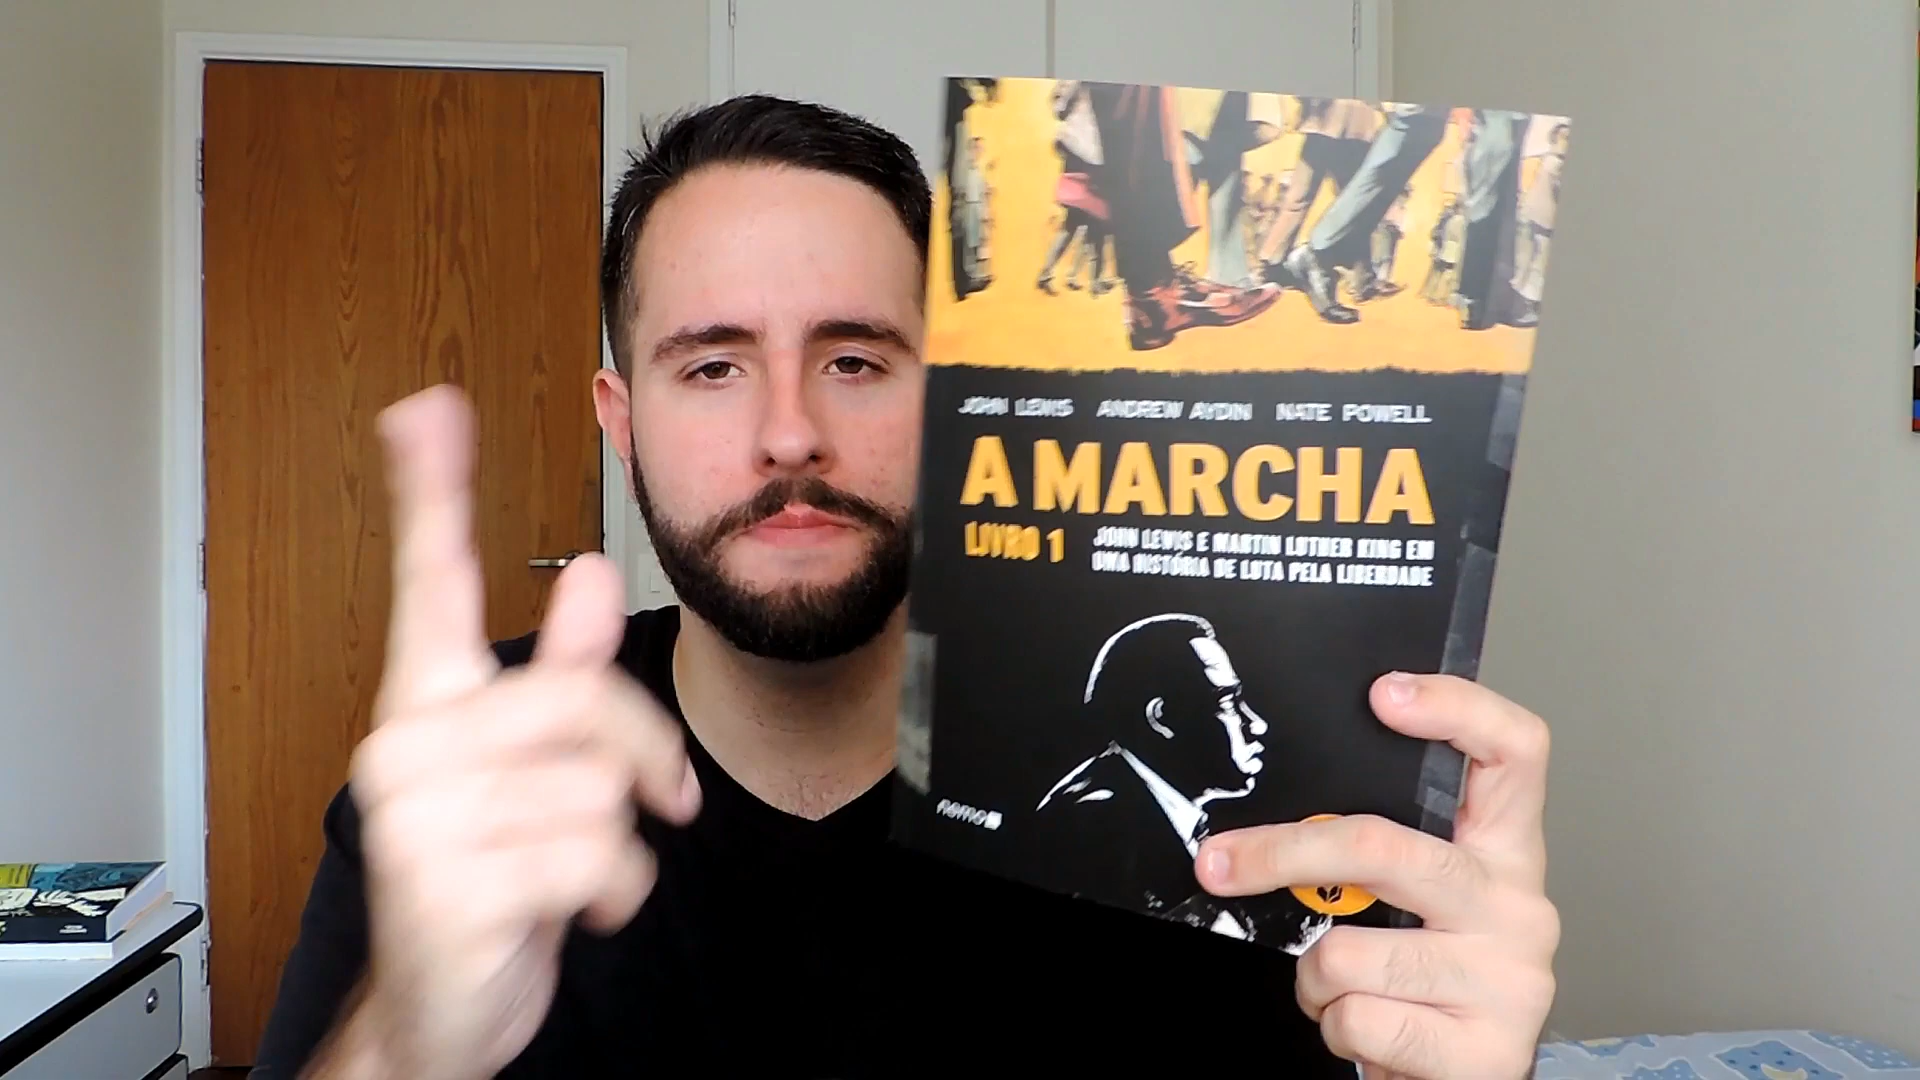 JOHN LEWIS ANDREW AYDIN NATE POWELL
A MARCHA
LIVRO 1
JOHN LEWIS E MARTIN LUTHER KING EM
UMA HISTÓRIA DE LUTA PELA LIBERDADE
nemo